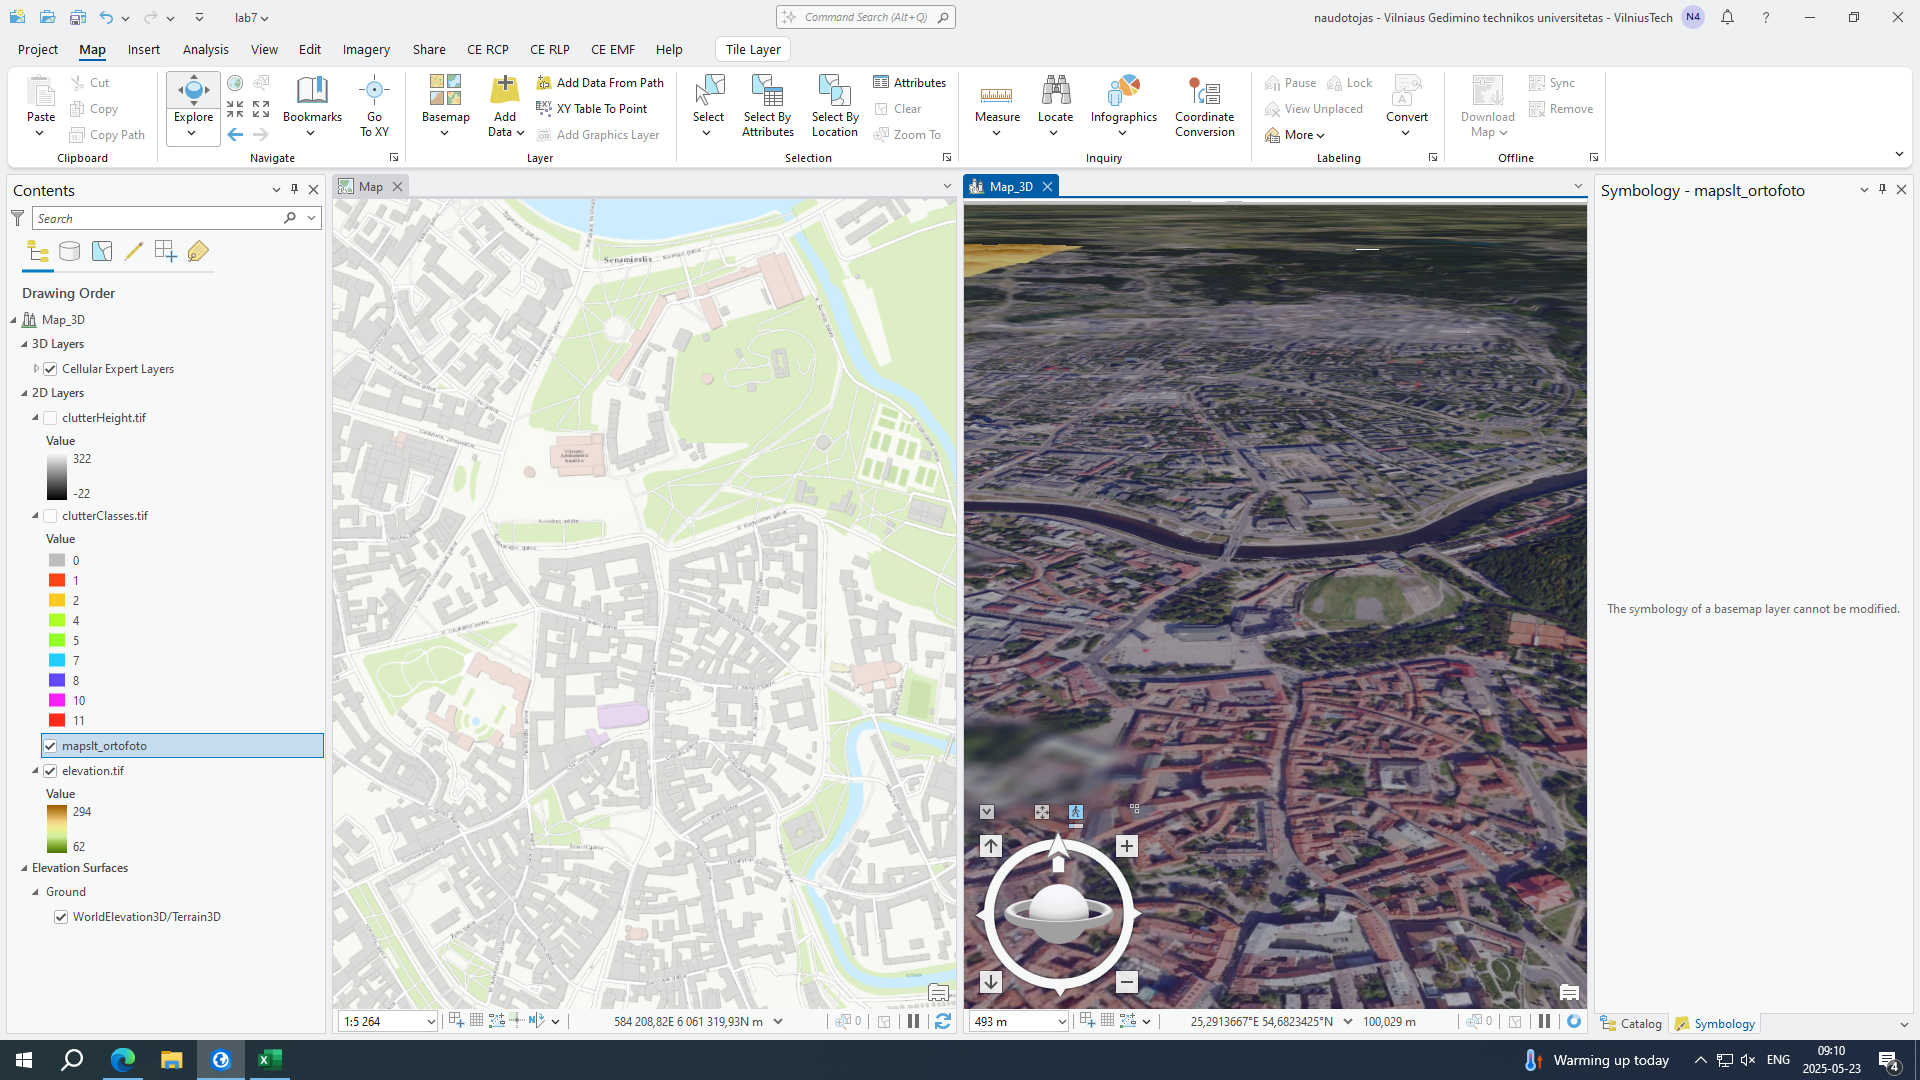 lab7
Command Search (Alt+Q)
naudotojas - Vilniaus Gedimino technikos universitetas - VilniusTech
N4
Project
Map
Insert
Analysis
View
Edit
Imagery
Share
CE RCP
CE RLP
CE EMF
Help
Tile Layer
Paste
Cut
Copy
Copy Path
Clipboard
Explore
Bookmarks
Go
To XY
Navigate
Basemap
Add
Data
Add Data From Path
XY Table To Point
Add Graphics Layer
Layer
Select
Select By
Attributes
Select By
Location
Attributes
Clear
Zoom To
Selection
Measure
Locate
Infographics
Coordinate
Conversion
Inquiry
Pause
Lock
View Unplaced
More
Convert
Labeling
Download
Map
Sync
Remove
Offline
Contents
Search
Drawing Order
Map_3D
3D Layers
Cellular Expert Layers
2D Layers
clutterHeight.tif
Value
322
-22
clutterClasses.tif
Value
0
1
2
4
5
7
8
10
11
mapslt_ortofoto
elevation.tif
Value
294
62
Elevation Surfaces
Ground
WorldElevation3D/Terrain3D
Map
Senamiestis
Vilniaus
Arkikatedra
Bazilika
1:5 264
584 208,82E 6 061 319,93N m
0
Map_3D
493 m
25,2913667°E 54,6823425°N
100,029 m
0
Symbology - mapslt_ortofoto
The symbology of a basemap layer cannot be modified.
Catalog
Symbology
Warming up today
ENG
09:10
2025-05-23
4